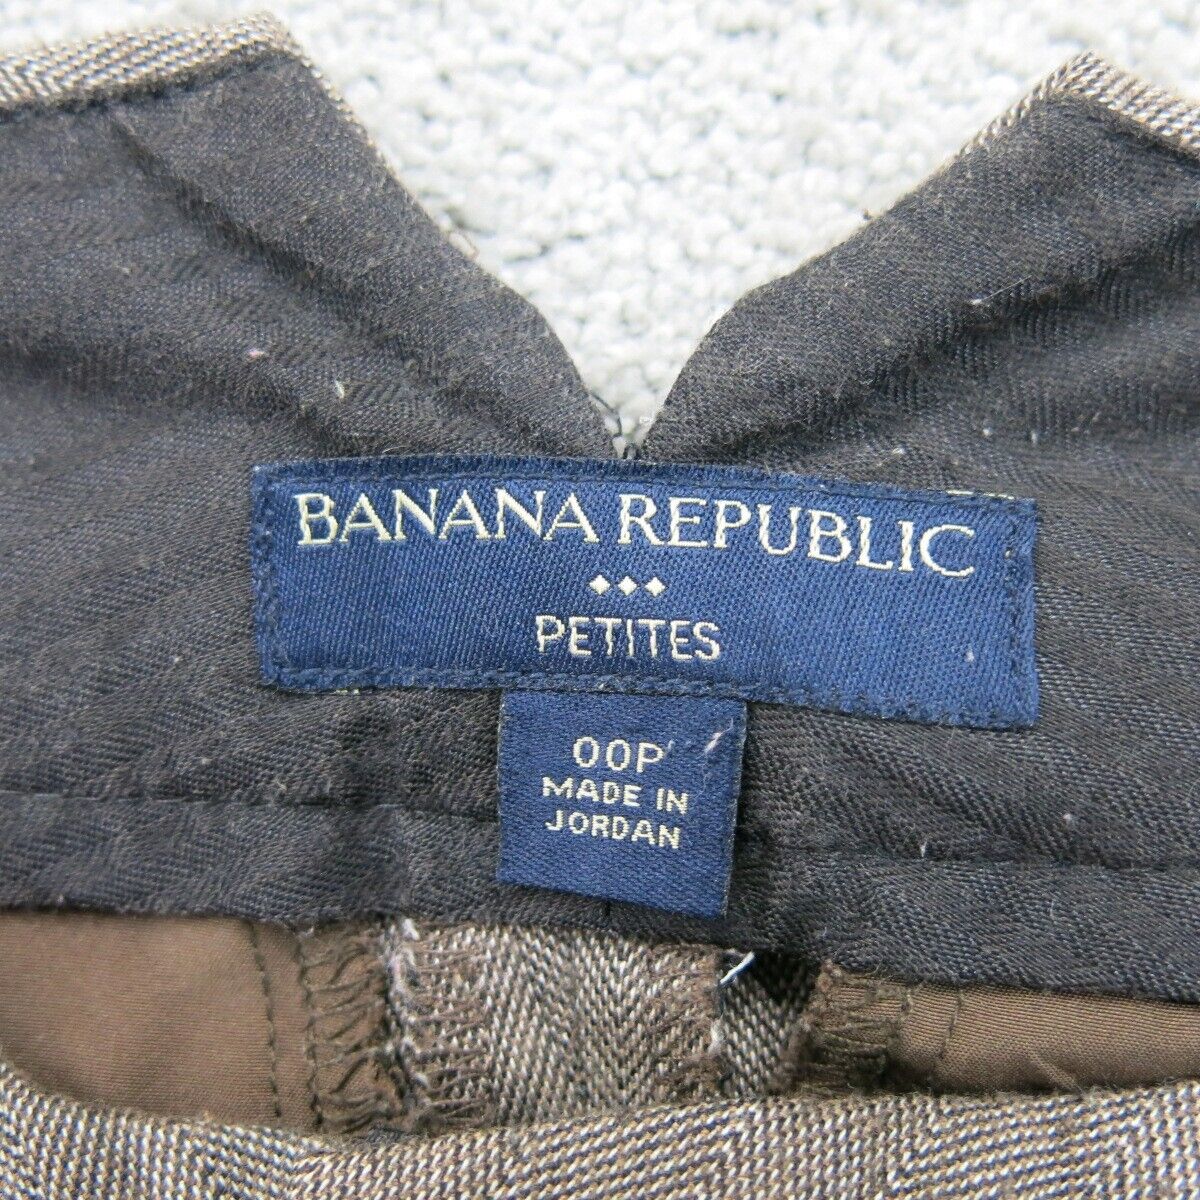 BANANA REPUBLIC
PETITES
00P
MADE IN
JORDAN